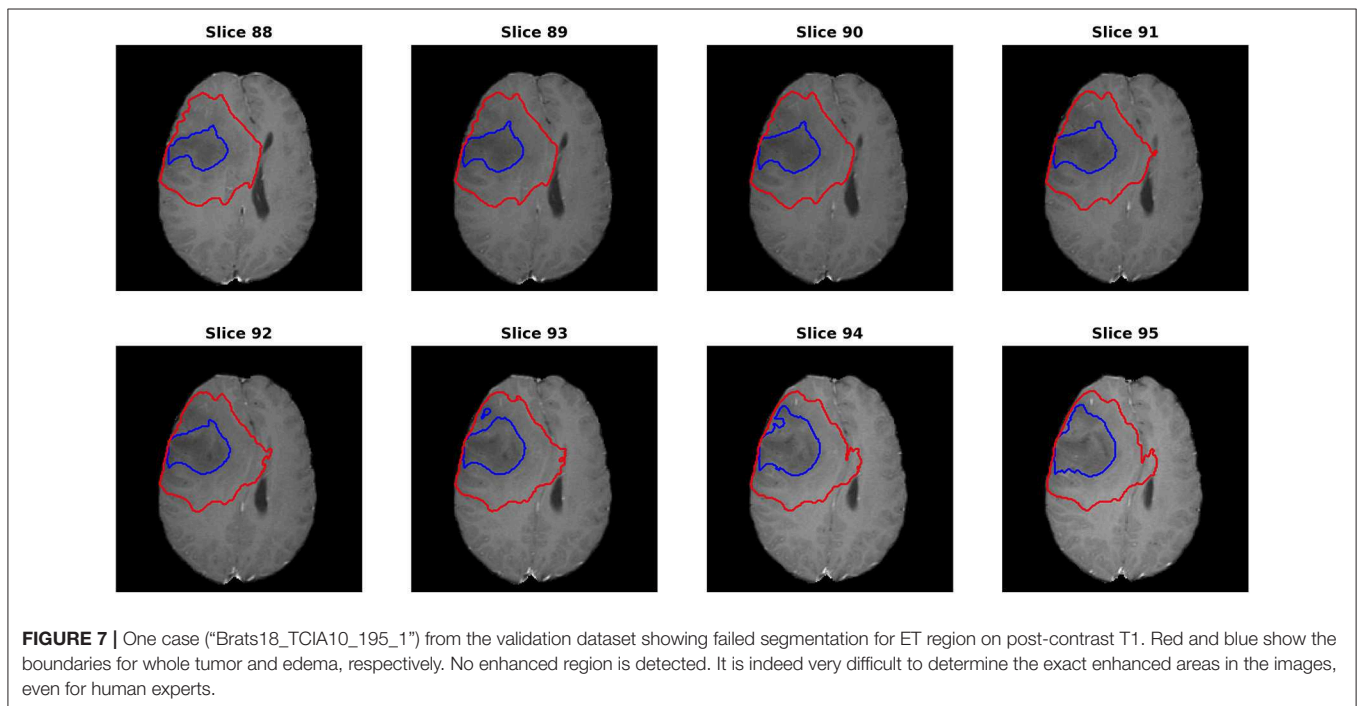 Slice 88 Slice 89 Slice 90 Slice 91
Slice 92 Slice 93 Slice 94 Slice 95
FIGURE 7 | One case (“Brats18_TCIA10_195_1”) from the validation dataset showing failed segmentation for ET region on post-contrast T1. Red and blue show the
boundaries for whole tumor and edema, respectively. No enhanced region is detected. It is indeed very difficult to determine the exact enhanced areas in the images,
even for human experts.